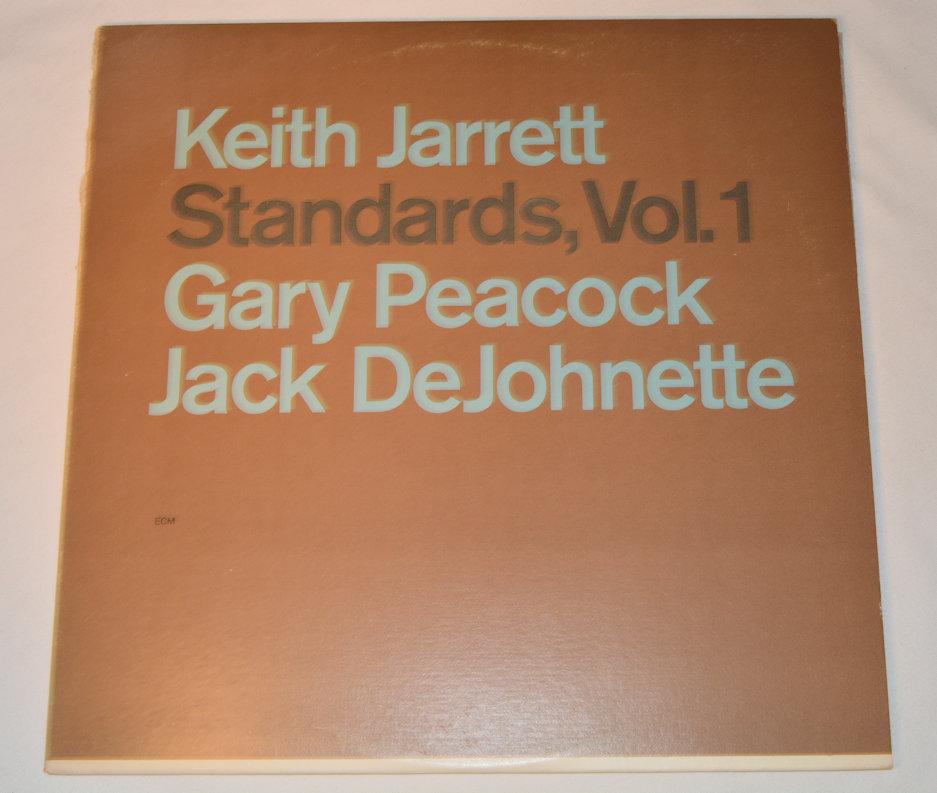 Keith Jarrett
Standards, Vol. 1
Gary Peacock
Jack DeJohnette
ECM